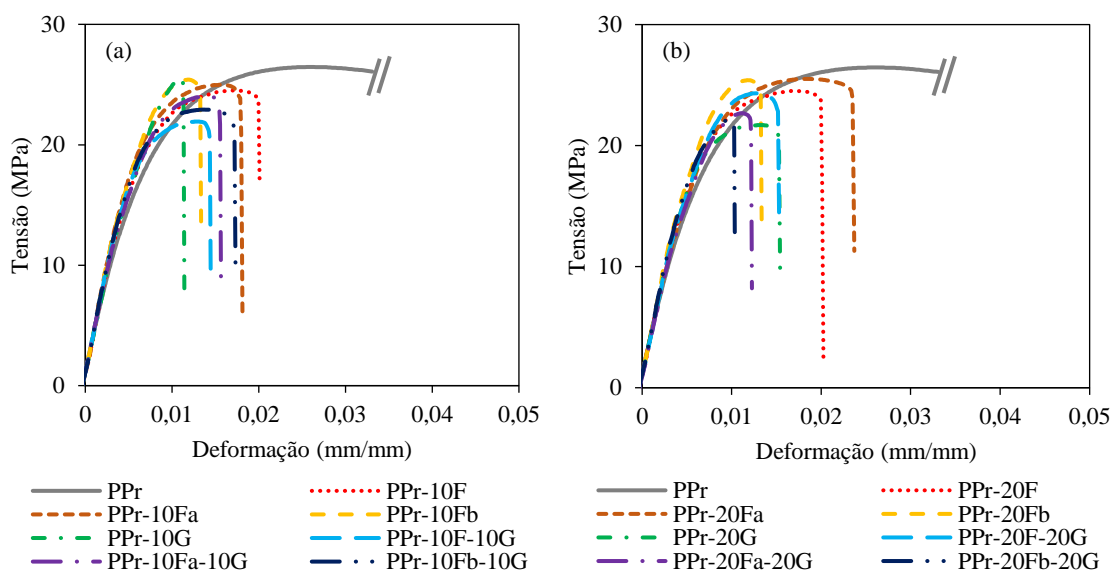 (a)
30
20
10
0
Tensão (MPa)
0 0,01 0,02 0,03 0,04 0,05
Deformação (mm/mm)
PPr PPr-10F
PPr-10Fa PPr-10Fb
PPr-10G PPr-10F-10G
PPr-10Fa-10G PPr-10Fb-10G
(b)
30
20
10
0
Tensão (MPa)
0 0,01 0,02 0,03 0,04 0,05
Deformação (mm/mm)
PPr PPr-20F
PPr-20Fa PPr-20Fb
PPr-20G PPr-20F-20G
PPr-20Fa-20G PPr-20Fb-20G